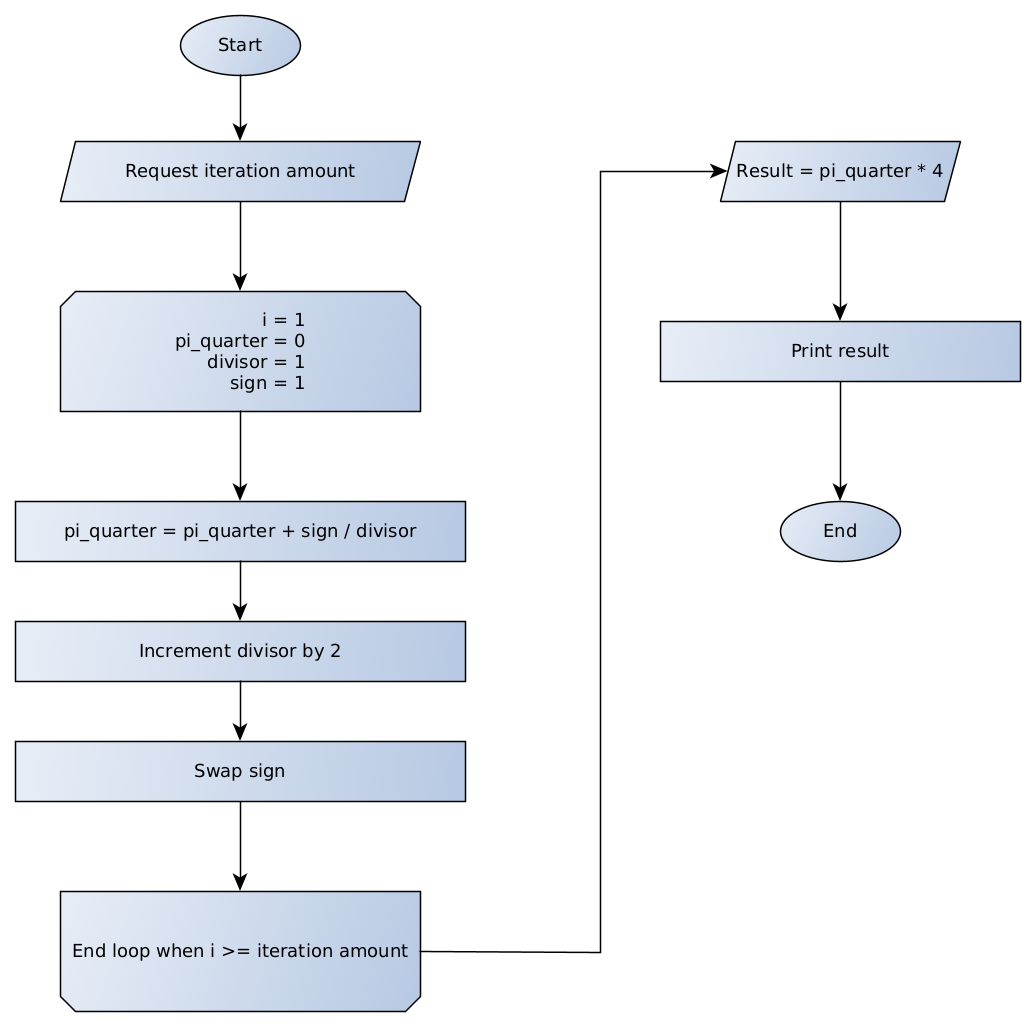 Start
Request iteration amount
i = 1
pi_quarter = 0
divisor = 1
sign = 1
pi_quarter = pi_quarter + sign / divisor
Increment divisor by 2
Swap sign
End loop when i >= iteration amount
Result = pi_quarter * 4
Print result
End